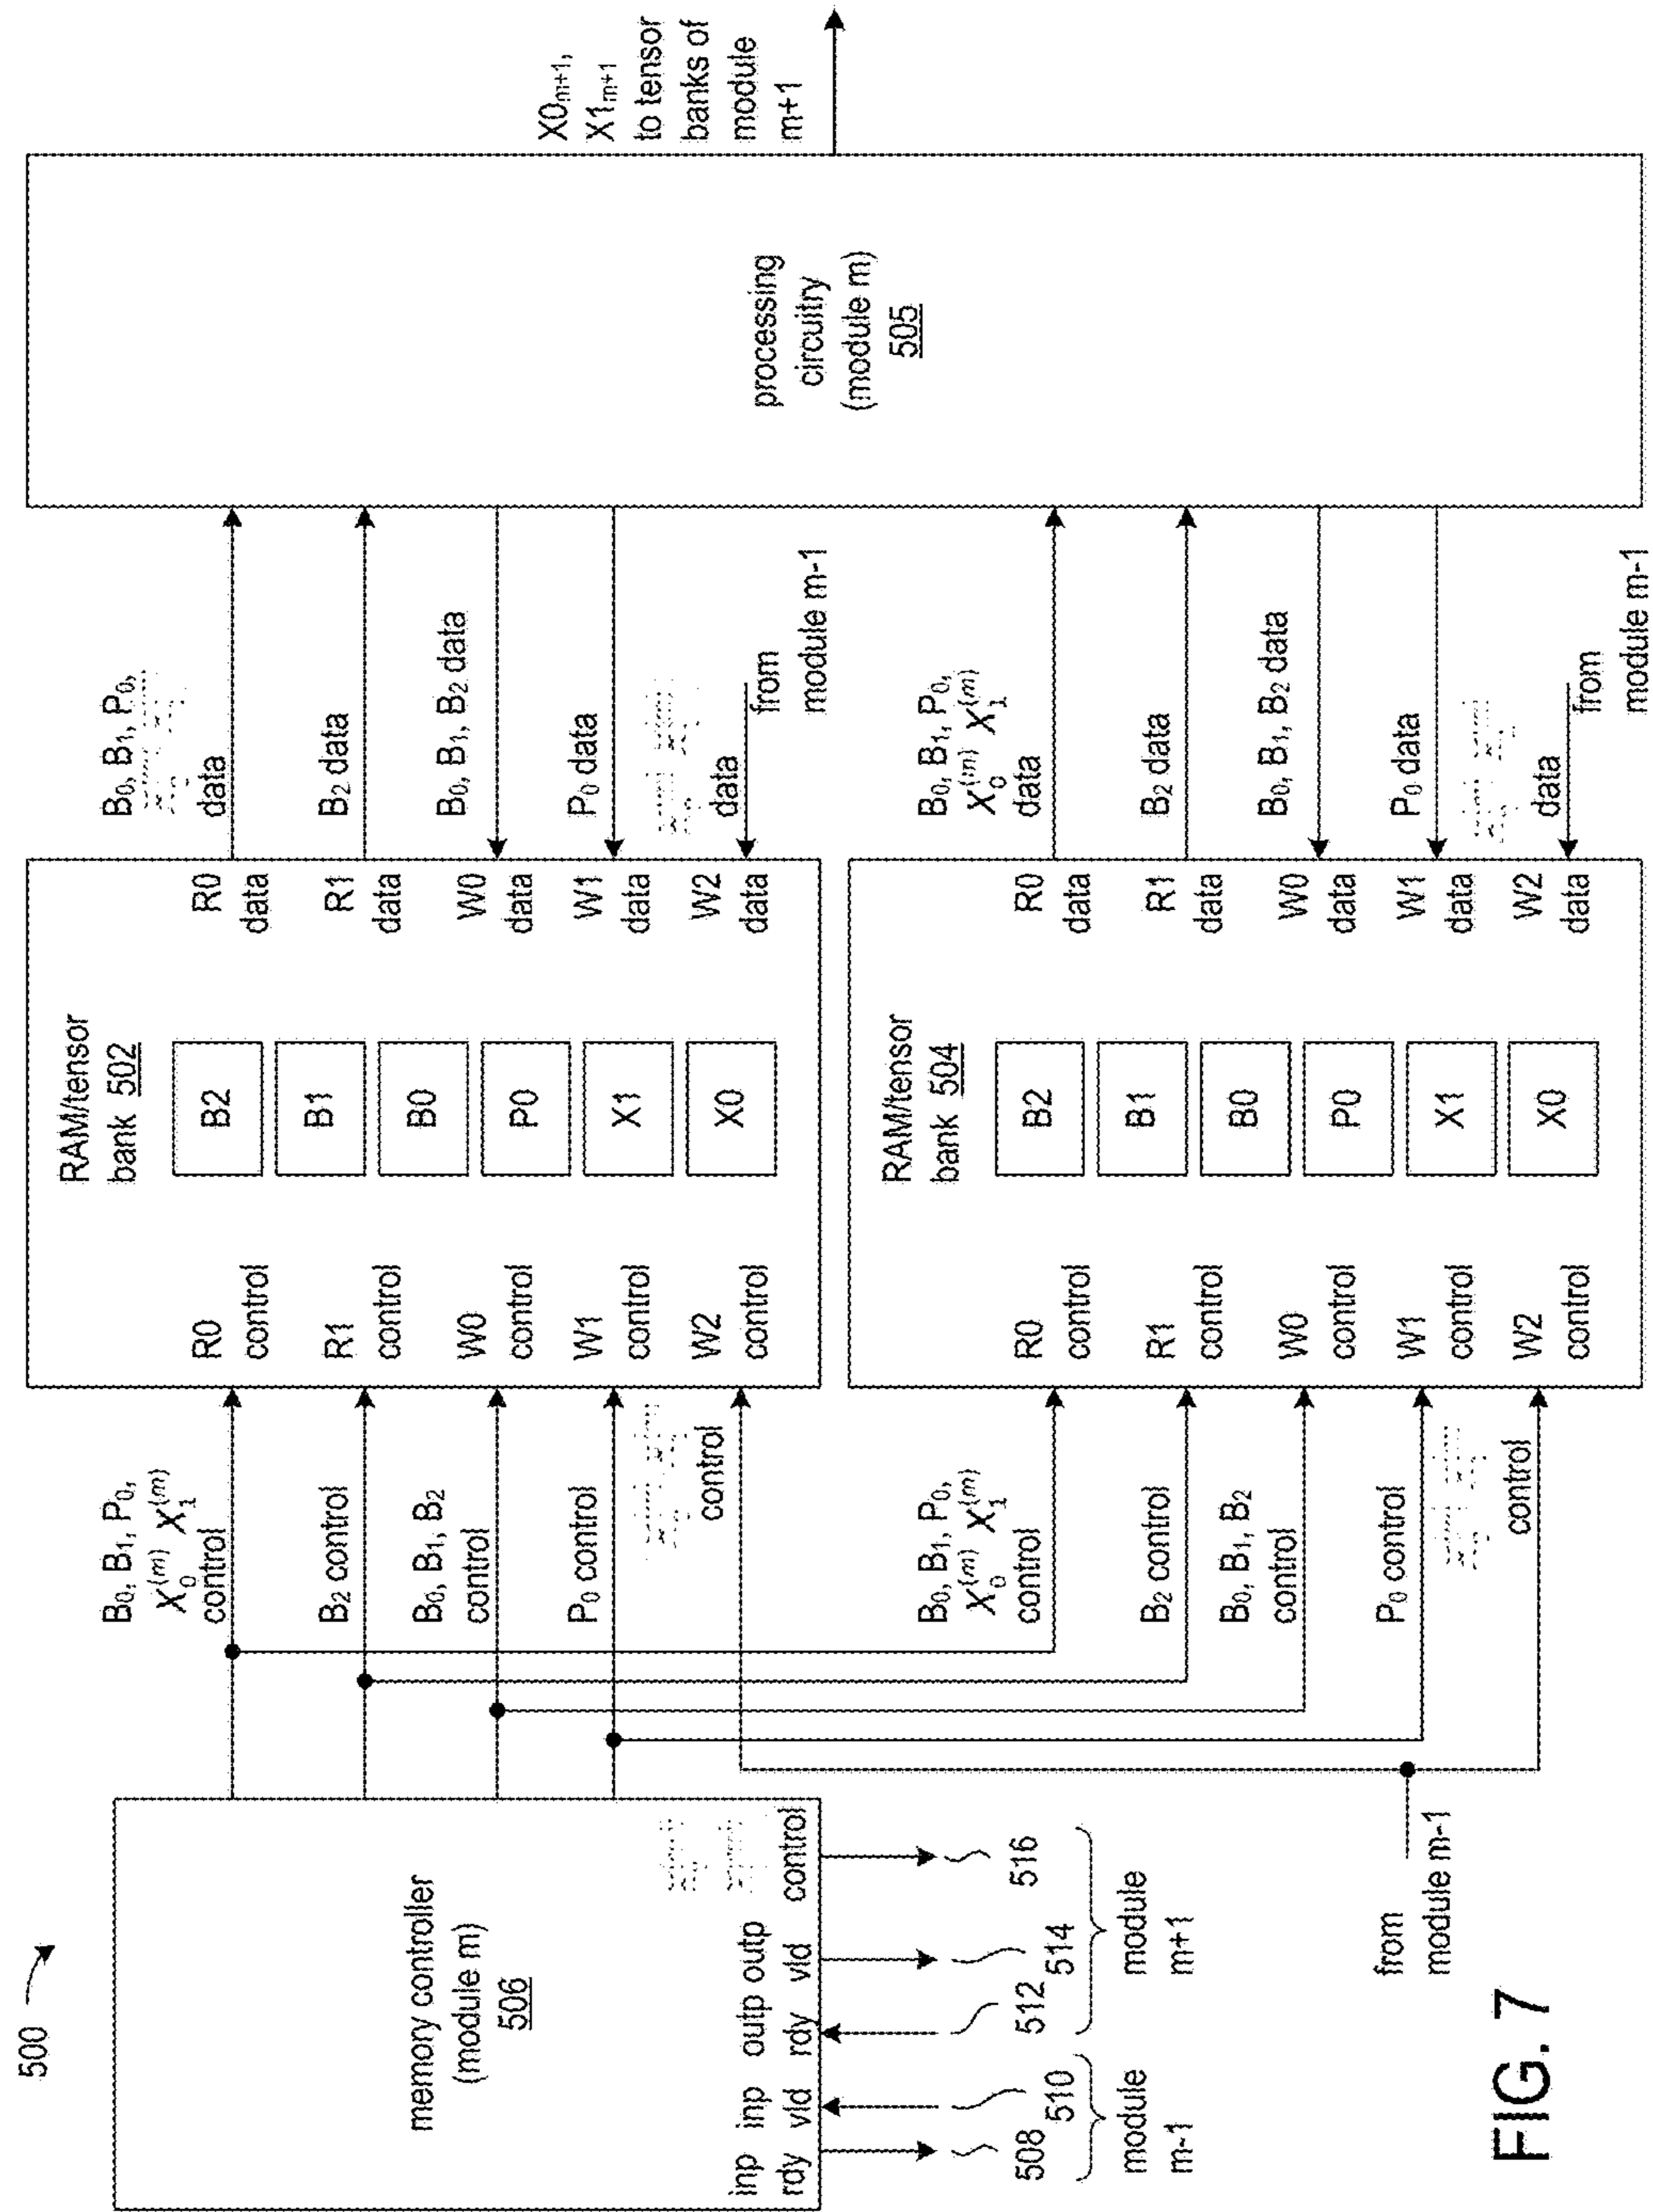 500
memory controller
(module m)
506
inp
rdy
inp
vld
outp
rdy
outp
vld
control
508
510
512
514
516
module
m-1
module
m+1
from
module m-1
B₀, B₁, P₀,
X₀⁽ᵐ⁾ X₁⁽ᵐ⁾
control
B₂ control
B₀, B₁, B₂
control
P₀ control
control
B₀, B₁, P₀,
X₀⁽ᵐ⁾ X₁⁽ᵐ⁾
control
B₂ control
B₀, B₁, B₂
control
P₀ control
control
RAM/tensor
bank 502
R0
control
R1
control
W0
control
W1
control
W2
control
B2
B1
B0
P0
X1
X0
R0
data
R1
data
W0
data
W1
data
W2
data
RAM/tensor
bank 504
R0
control
R1
control
W0
control
W1
control
W2
control
B2
B1
B0
P0
X1
X0
R0
data
R1
data
W0
data
W1
data
W2
data
B₀, B₁, P₀,
data
B₂ data
B₀, B₁, B₂ data
P₀ data
data
from
module m-1
B₀, B₁, P₀,
X₀⁽ᵐ⁾ X₁⁽ᵐ⁾
data
B₂ data
B₀, B₁, B₂ data
P₀ data
data
from
module m-1
processing
circuitry
(module m)
505
X0ₘ₊₁,
X1ₘ₊₁
to tensor
banks of
module
m+1
FIG. 7